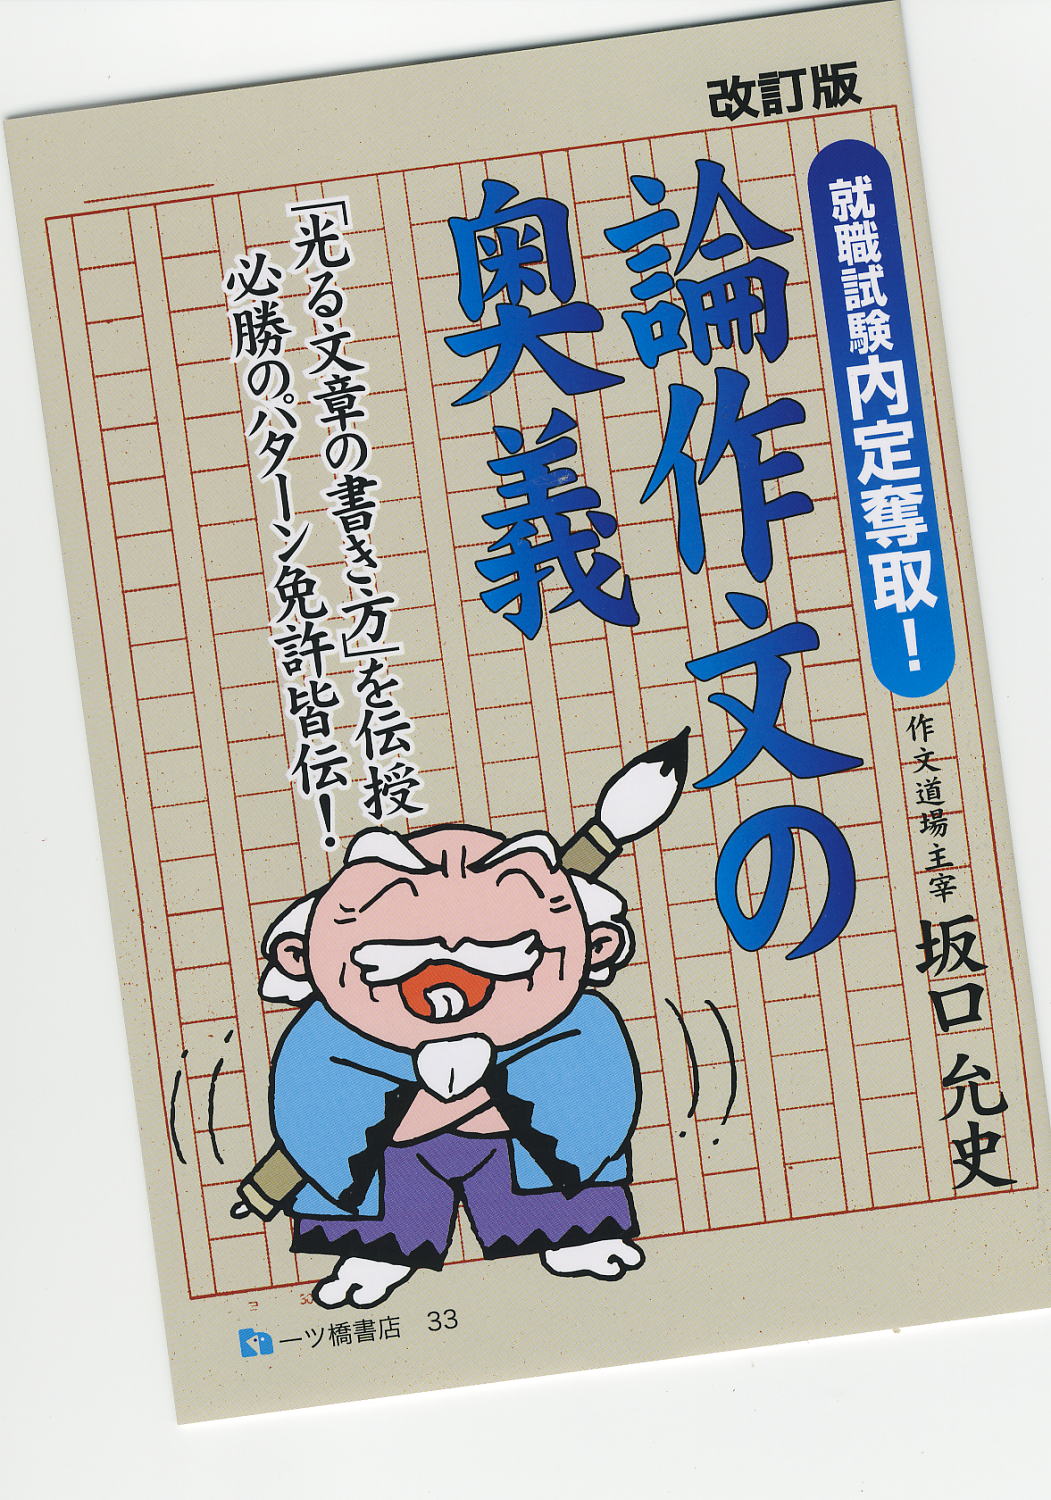 改訂版
就職試験内定奪取！
論作文の
奥義
「光る文章の書き方」を伝授
必勝のパターン免許皆伝！
作文道場主宰 坂口允史
一ツ橋書店 33